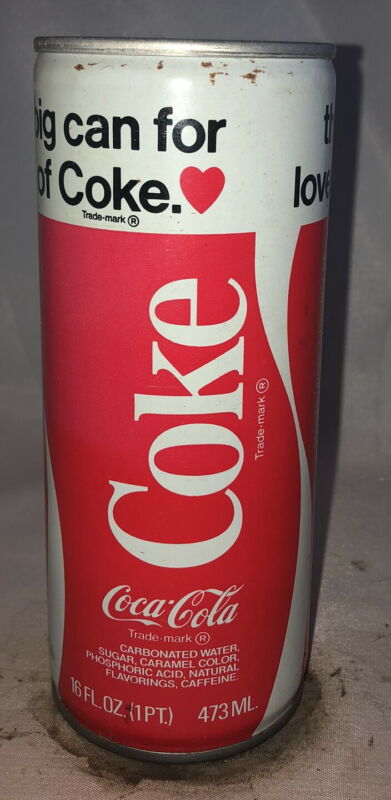 big can for
of Coke.
Trade-mark ®
love
Coke
Trade-mark ®
Coca-Cola
Trade-mark ®
CARBONATED WATER,
SUGAR, CARAMEL COLOR,
PHOSPHORIC ACID, NATURAL
FLAVORINGS, CAFFEINE.
16 FL. OZ. (1 PT.) 473 ML.